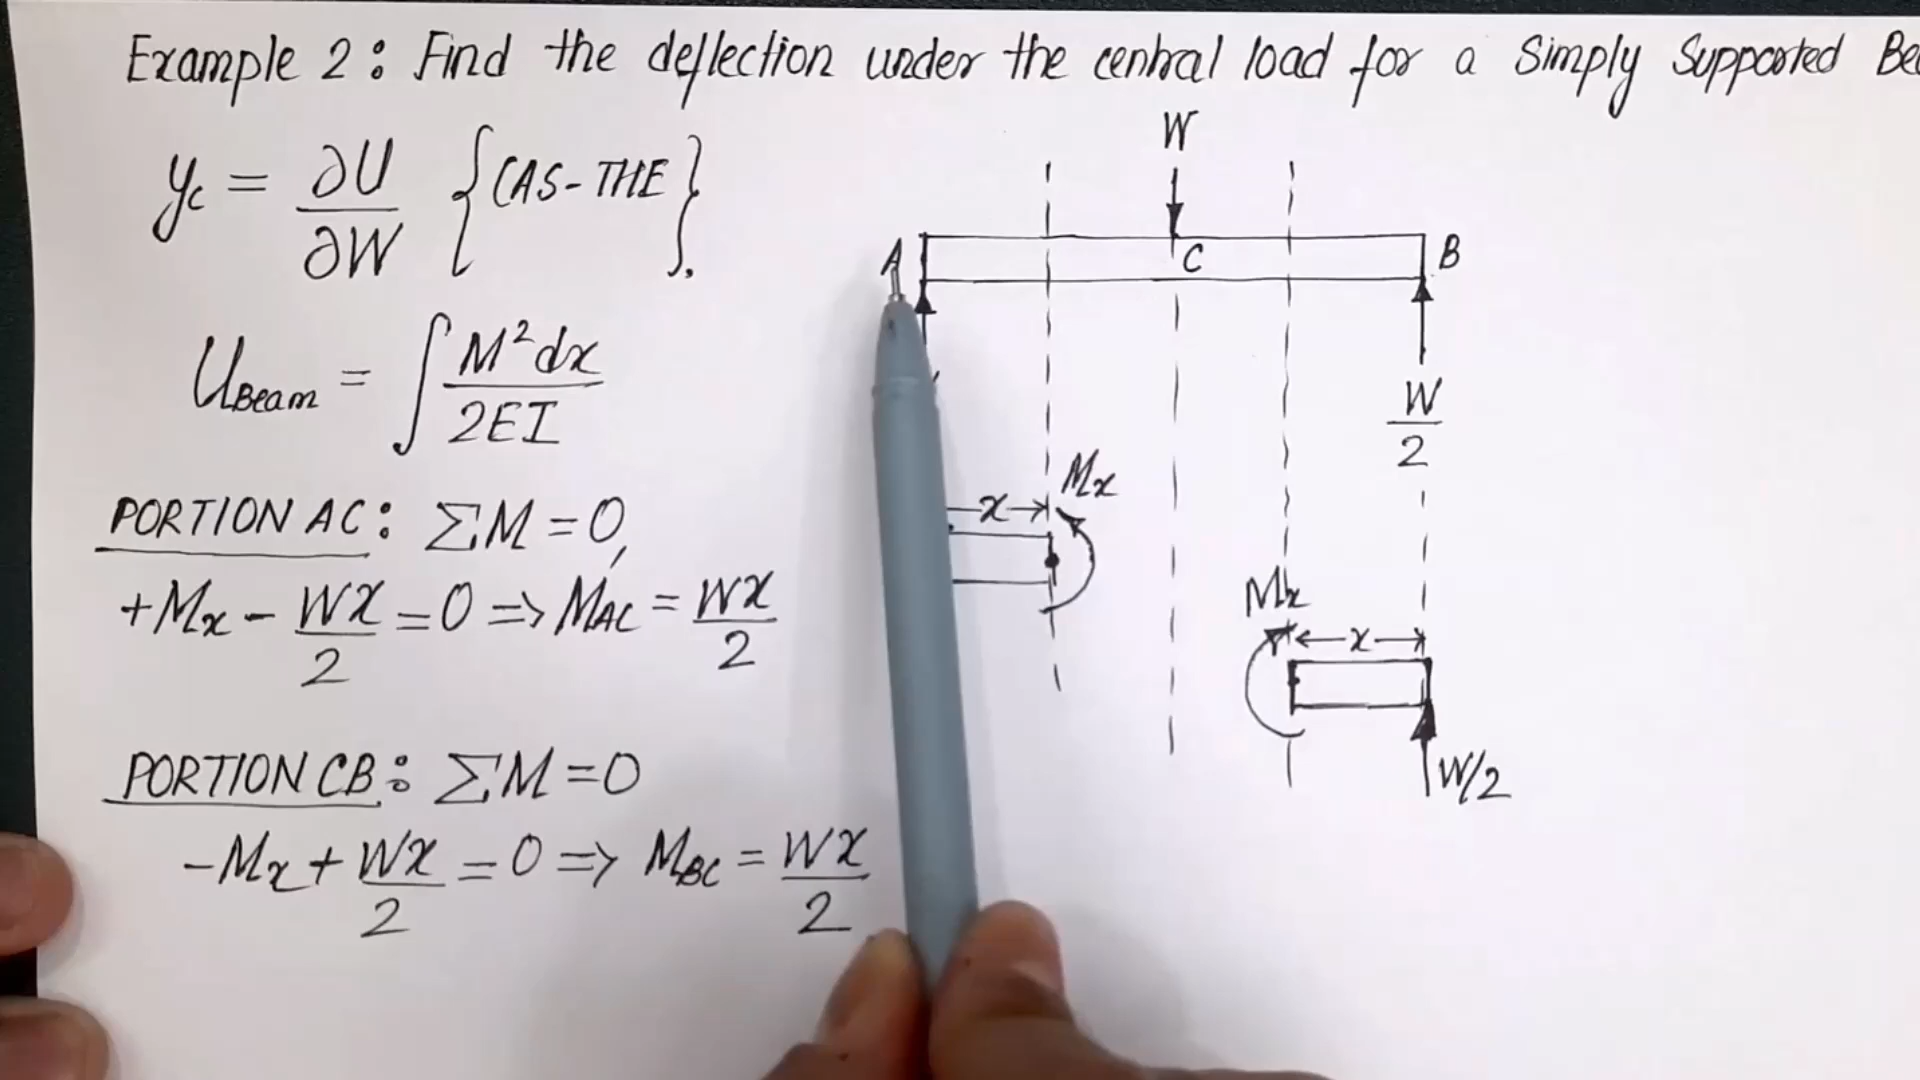 Example 2: Find the deflection under the central load for a Simply Supported
y_c = ∂U/∂W {CAS-THE}.
U_Beam = ∫ M² dx / 2EI
PORTION AC: ΣM = 0,
+M_x - Wx/2 = 0 => M_AC = Wx/2
PORTION CB: ΣM = 0
-M_x + Wx/2 = 0 => M_BC = Wx/2
W
A C B
W/2
M_x
x
M_x
x
W/2